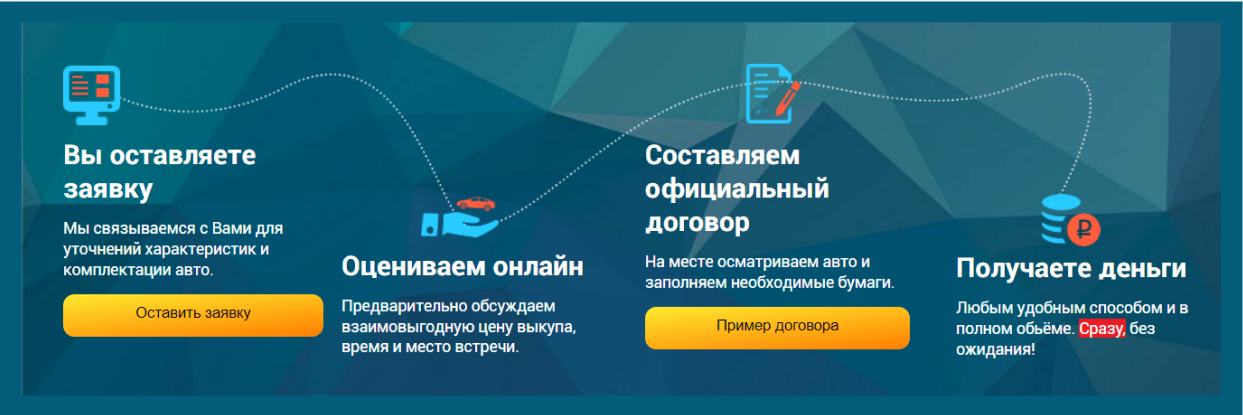 Вы оставляете
заявку
Мы связываемся с Вами для
уточнений характеристик и
комплектации авто.
Оставить заявку
Оцениваем онлайн
Предварительно обсуждаем
взаимовыгодную цену выкупа,
время и место встречи.
Составляем
официальный
договор
На месте осматриваем авто и
заполняем необходимые бумаги.
Пример договора
₽
Получаете деньги
Любым удобным способом и в
полном обьёме. Сразу, без
ожидания!